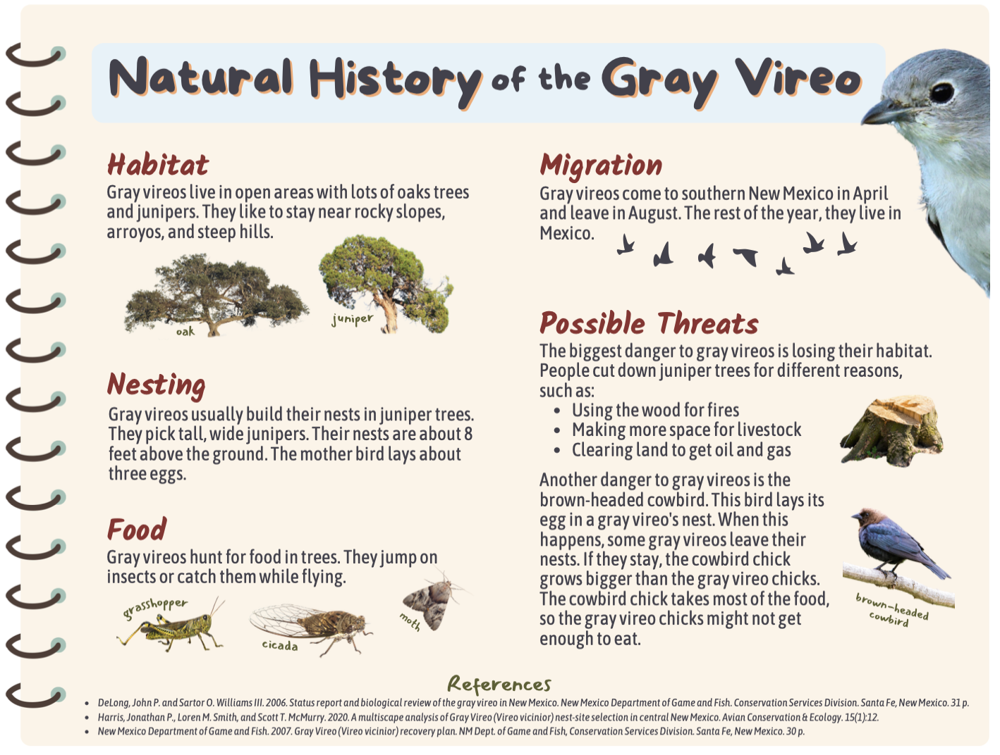 Natural History of the Gray Vireo
Habitat
Gray vireos live in open areas with lots of oaks trees
and junipers. They like to stay near rocky slopes,
arroyos, and steep hills.
oak
juniper
Nesting
Gray vireos usually build their nests in juniper trees.
They pick tall, wide junipers. Their nests are about 8
feet above the ground. The mother bird lays about
three eggs.
Food
Gray vireos hunt for food in trees. They jump on
insects or catch them while flying.
grasshopper
cicada
moth
Migration
Gray vireos come to southern New Mexico in April
and leave in August. The rest of the year, they live in
Mexico.
Possible Threats
The biggest danger to gray vireos is losing their habitat.
People cut down juniper trees for different reasons,
such as:
• Using the wood for fires
• Making more space for livestock
• Clearing land to get oil and gas
Another danger to gray vireos is the
brown-headed cowbird. This bird lays its
egg in a gray vireo's nest. When this
happens, some gray vireos leave their
nests. If they stay, the cowbird chick
grows bigger than the gray vireo chicks.
The cowbird chick takes most of the food,
so the gray vireo chicks might not get
enough to eat.
brown-headed
cowbird
References
• DeLong, John P. and Sartor O. Williams III. 2006. Status report and biological review of the gray vireo in New Mexico. New Mexico Department of Game and Fish. Conservation Services Division. Santa Fe, New Mexico. 31 p.
• Harris, Jonathan P., Loren M. Smith, and Scott T. McMurry. 2020. A multiscape analysis of Gray Vireo (Vireo vicinior) nest-site selection in central New Mexico. Avian Conservation & Ecology. 15(1):12.
• New Mexico Department of Game and Fish. 2007. Gray Vireo (Vireo vicinior) recovery plan. NM Dept. of Game and Fish, Conservation Services Division. Santa Fe, New Mexico. 30 p.